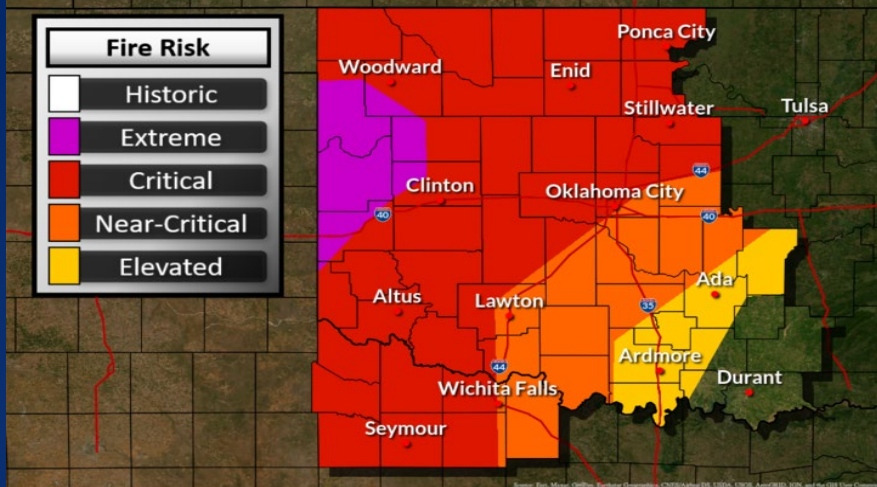 Fire Risk
Historic
Extreme
Critical
Near-Critical
Elevated
Ponca City
Woodward
Enid
Stillwater
Tulsa
44
Clinton
Oklahoma City
40
40
Altus
Lawton
Ada
35
Ardmore
44
Wichita Falls
Durant
Seymour